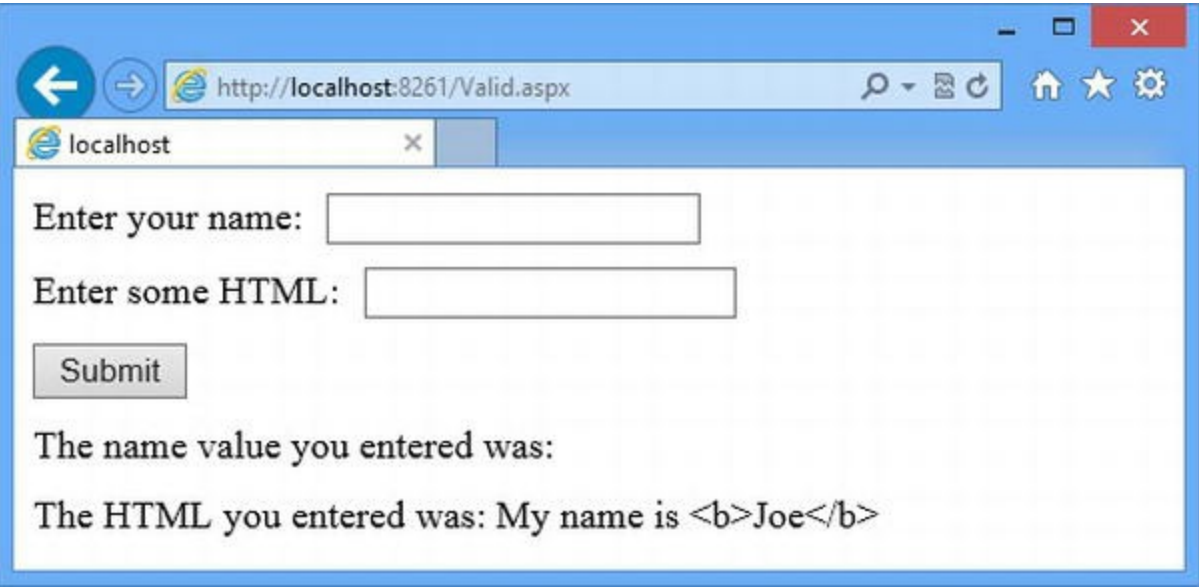 http://localhost:8261/Valid.aspx
localhost
Enter your name:
Enter some HTML:
Submit
The name value you entered was:
The HTML you entered was: My name is <b>Joe</b>